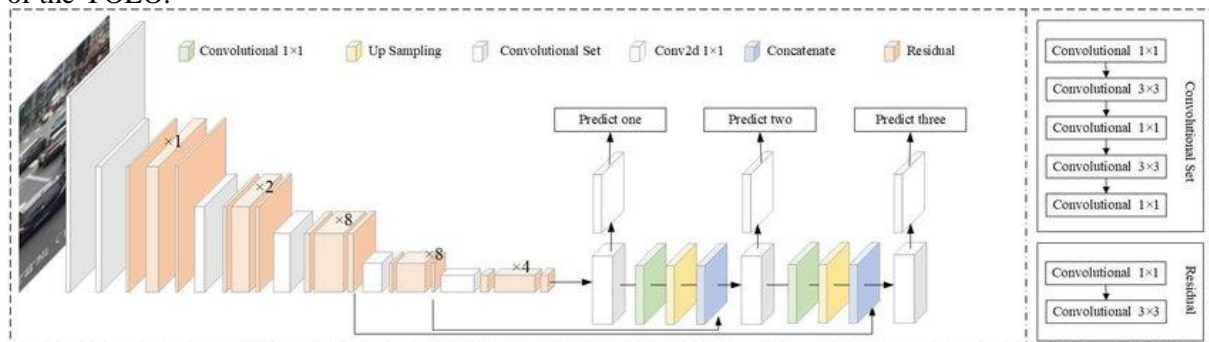 of the YOLO.
Convolutional 1×1
Up Sampling
Convolutional Set
Conv2d 1×1
Concatenate
Residual
×1
×2
×8
×8
×4
Predict one
Predict two
Predict three
Convolutional 1×1
Convolutional 3×3
Convolutional 1×1
Convolutional 3×3
Convolutional 1×1
Convolutional Set
Convolutional 1×1
Convolutional 3×3
Residual